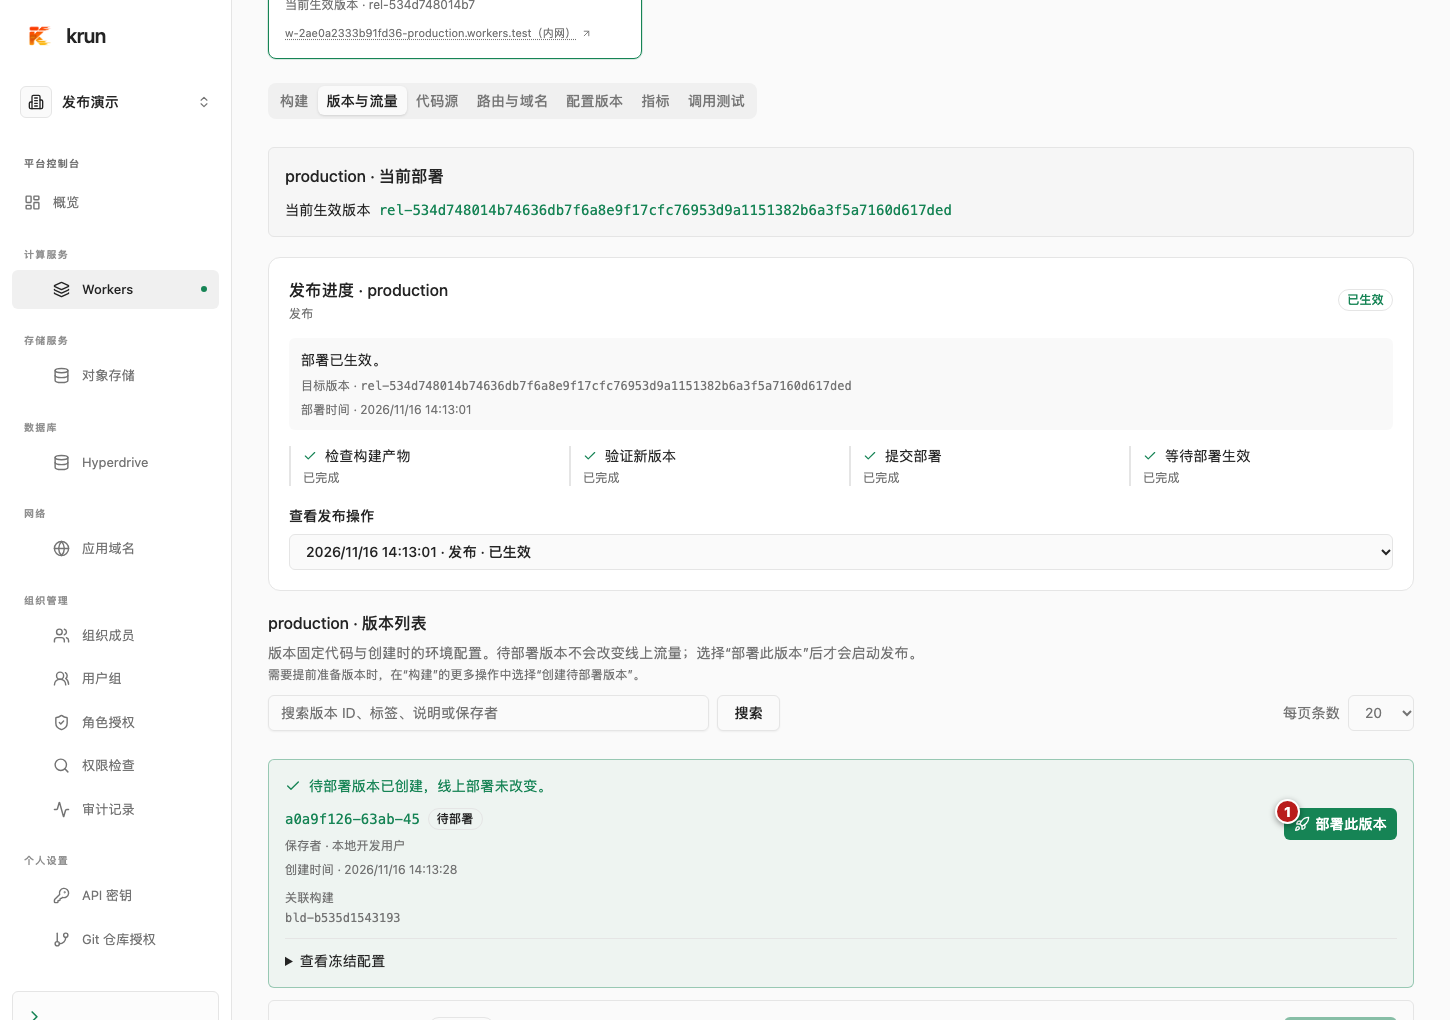 krun
发布演示
平台控制台
概览
计算服务
Workers
存储服务
对象存储
数据库
Hyperdrive
网络
应用域名
组织管理
组织成员
用户组
角色授权
权限检查
审计记录
个人设置
API 密钥
Git 仓库授权
当前生效版本 · rel-534d748014b7
w-2ae0a2333b91fd36-production.workers.test（内网）
构建 版本与流量 代码源 路由与域名 配置版本 指标 调用测试
production · 当前部署
当前生效版本 rel-534d748014b74636db7f6a8e9f17cfc76953d9a1151382b6a3f5a7160d617ded
发布进度 · production
发布
已生效
部署已生效。
目标版本 · rel-534d748014b74636db7f6a8e9f17cfc76953d9a1151382b6a3f5a7160d617ded
部署时间 · 2026/11/16 14:13:01
检查构建产物
已完成
验证新版本
已完成
提交部署
已完成
等待部署生效
已完成
查看发布操作
2026/11/16 14:13:01 · 发布 · 已生效
production · 版本列表
版本固定代码与创建时的环境配置。待部署版本不会改变线上流量；选择“部署此版本”后才会启动发布。
需要提前准备版本时，在“构建”的更多操作中选择“创建待部署版本”。
搜索版本 ID、标签、说明或保存者
搜索
每页条数 20
待部署版本已创建，线上部署未改变。
a0a9f126-63ab-45 待部署
1
部署此版本
保存者 · 本地开发用户
创建时间 · 2026/11/16 14:13:28
关联构建
bld-b535d1543193
查看冻结配置